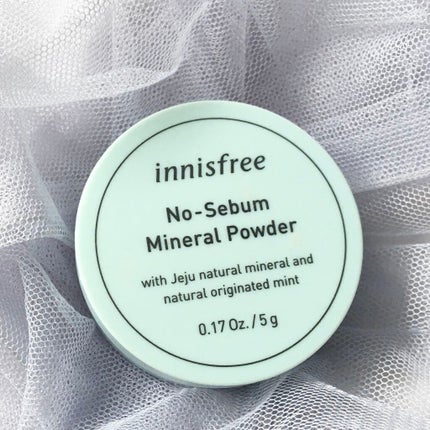 innisfree
No-Sebum
Mineral Powder
with Jeju natural mineral and
natural originated mint
0.17 Oz./5 g